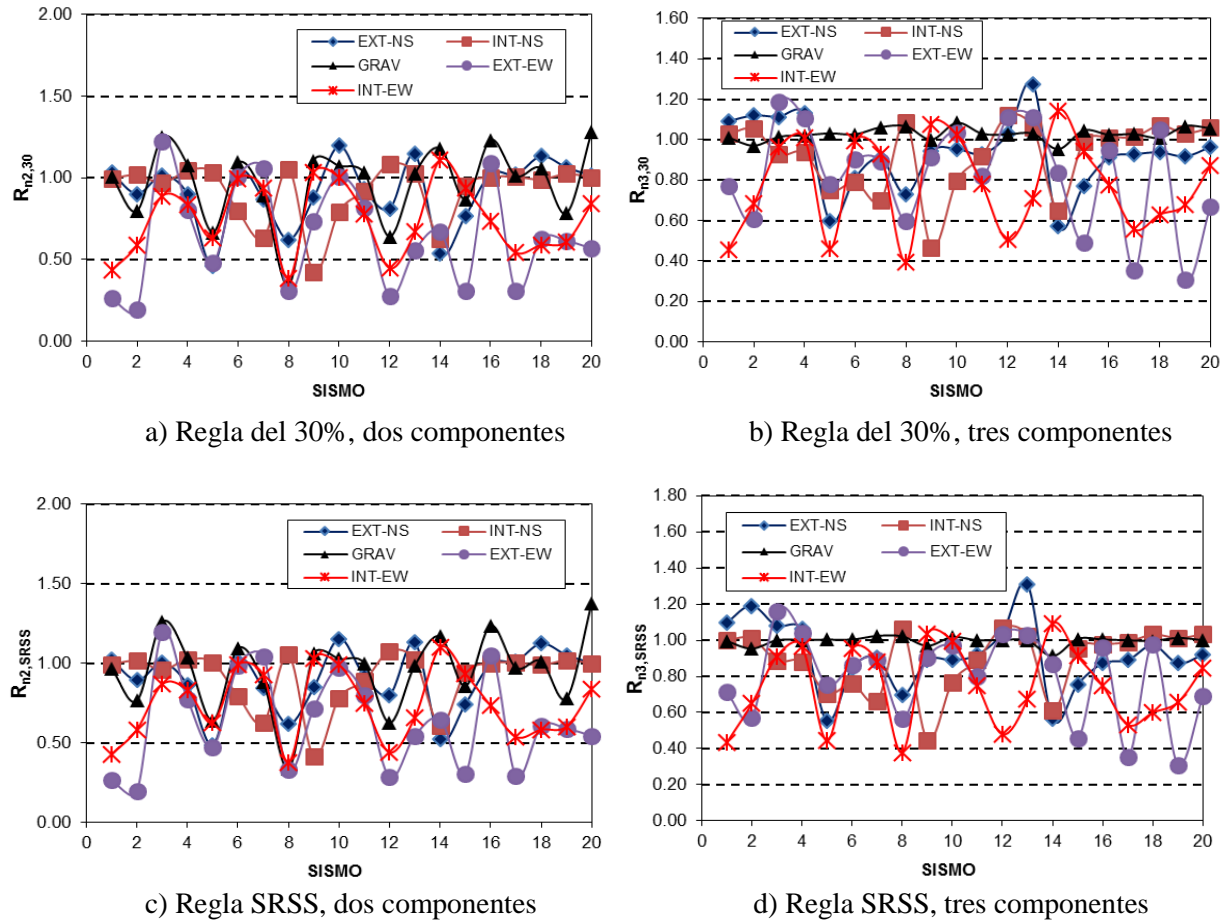 2.00
1.50
1.00
0.50
0.00
R n2,30
EXT-NS
INT-NS
GRAV
EXT-EW
INT-EW
0 2 4 6 8 10 12 14 16 18 20
SISMO
a) Regla del 30%, dos componentes
1.60
1.40
1.20
1.00
0.80
0.60
0.40
0.20
0.00
R n3,30
EXT-NS
INT-NS
GRAV
EXT-EW
INT-EW
0 2 4 6 8 10 12 14 16 18 20
SISMO
b) Regla del 30%, tres componentes
2.00
1.50
1.00
0.50
0.00
R n2,SRSS
EXT-NS
INT-NS
GRAV
EXT-EW
INT-EW
0 2 4 6 8 10 12 14 16 18 20
SISMO
c) Regla SRSS, dos componentes
1.80
1.60
1.40
1.20
1.00
0.80
0.60
0.40
0.20
0.00
R n3,SRSS
EXT-NS
INT-NS
GRAV
EXT-EW
INT-EW
0 2 4 6 8 10 12 14 16 18 20
SISMO
d) Regla SRSS, tres componentes